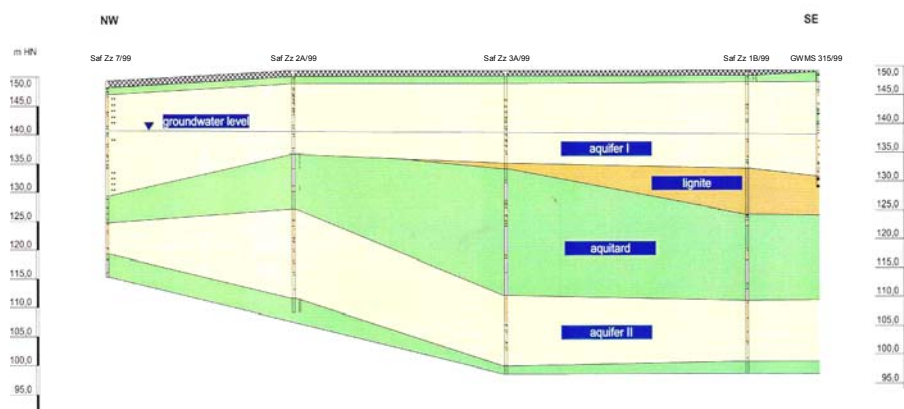 NW
SE
m HN
Saf Zz 7/99
Saf Zz 2A/99
Saf Zz 3A/99
Saf Zz 1B/99
GWMS 315/99
150,0
145,0
140,0
135,0
130,0
125,0
120,0
115,0
110,0
105,0
100,0
95,0
groundwater level
aquifer I
lignite
aquitard
aquifer II
150,0
145,0
140,0
135,0
130,0
125,0
120,0
115,0
110,0
105,0
100,0
95,0